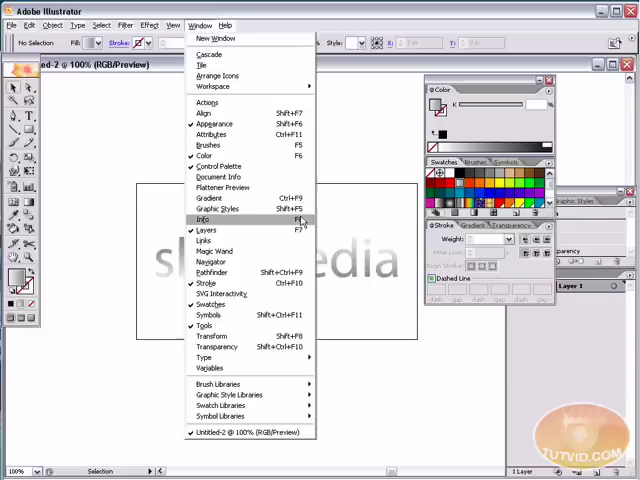 Adobe Illustrator
File Edit Object Type Select Filter Effect View Window Help
No Selection Fill: Stroke: Style:
New Window
Cascade
Tile
Arrange Icons
Workspace
Actions
Align Shift+F7
Appearance Shift+F6
Attributes Ctrl+F11
Brushes F5
Color F6
Control Palette
Document Info
Flattener Preview
Gradient Ctrl+F9
Graphic Styles Shift+F5
Info
Layers F7
Links
Magic Wand
Navigator
Pathfinder Shift+Ctrl+F9
Stroke Ctrl+F10
SVG Interactivity
Swatches
Symbols Shift+Ctrl+F11
Tools
Transform Shift+F8
Transparency Shift+Ctrl+F10
Type
Variables
Brush Libraries
Graphic Style Libraries
Swatch Libraries
Symbol Libraries
Untitled-2 @ 100% (RGB/Preview)
ed-2 @ 100% (RGB/Preview)
edia
Color
K %
Swatches Brushes Symbols
Stroke Gradient Transparency
Weight:
Miter Limit:
Align Stroke:
Dashed Line
dash gap dash gap dash gap
Graphic Styles
Layer 1
1 Layer
100% Selection
TUTVID.COM